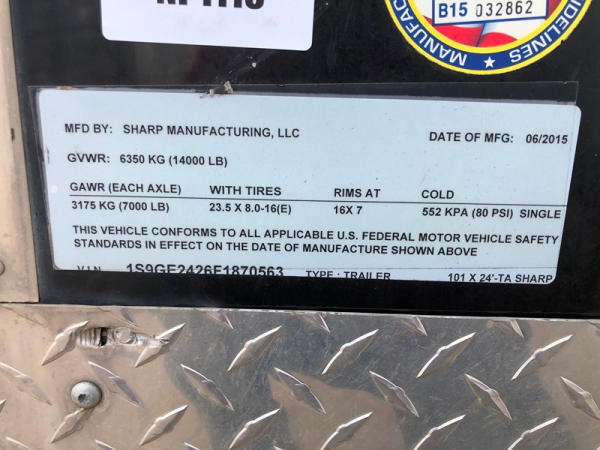 B15 032862
MANUFACTUR
DELINES
MFD BY: SHARP MANUFACTURING, LLC
DATE OF MFG: 06/2015
GVWR: 6350 KG (14000 LB)
GAWR (EACH AXLE) WITH TIRES RIMS AT COLD
3175 KG (7000 LB) 23.5 X 8.0-16(E) 16X 7 552 KPA (80 PSI) SINGLE
THIS VEHICLE CONFORMS TO ALL APPLICABLE U.S. FEDERAL MOTOR VEHICLE SAFETY
STANDARDS IN EFFECT ON THE DATE OF MANUFACTURE SHOWN ABOVE
V.I.N. 1S9GE2426F1870563 TYPE : TRAILER 101 X 24'-TA SHARP